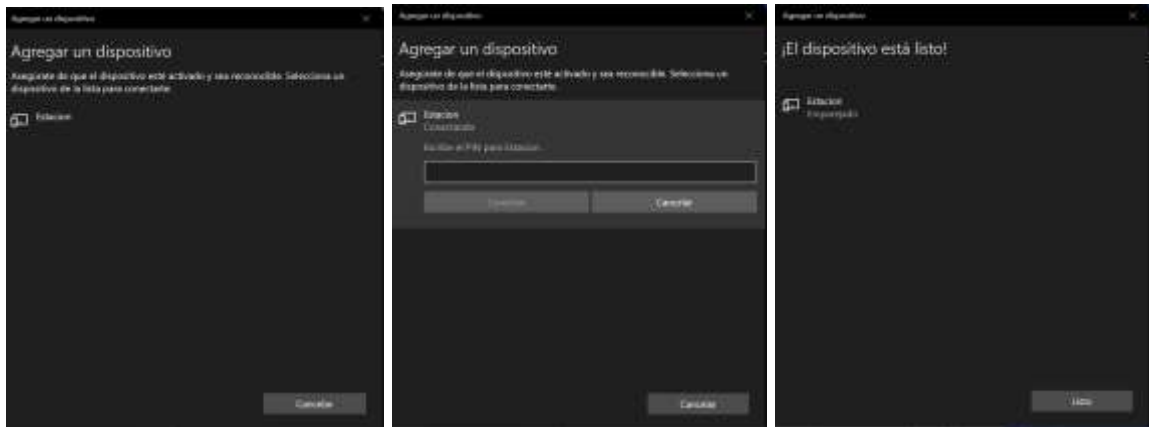 Agregar un dispositivo
Agregar un dispositivo
Asegúrate de que el dispositivo esté activado y sea reconocible. Selecciona un
dispositivo de la lista para conectarte.
Estacion
Cancelar
Agregar un dispositivo
Agregar un dispositivo
Asegúrate de que el dispositivo esté activado y sea reconocible. Selecciona un
dispositivo de la lista para conectarte.
Estacion
Conectando
Escribe el PIN para Estacion.
Conectar
Cancelar
Cancelar
Agregar un dispositivo
¡El dispositivo está listo!
Estacion
Emparejado
Listo